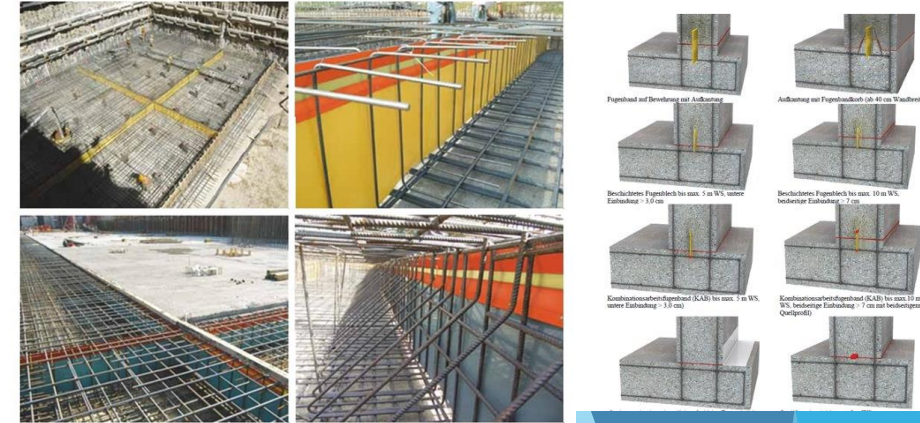 Fugenband auf Bewehrung mit Aufkantung
Aufkantung mit Fugenbandkorb (ab 40 cm
Beschichtetes Fugenblech bis max. 5 m WS, untere
Einbindung > 3,0 cm
Beschichtetes Fugenblech bis max. 10 m WS,
beidseitige Einbindung > 7 cm
Kombinationsarbeitsfugenband (KAB) bis max. 5 m WS,
untere Einbindung > 3,0 cm)
Kombinationsarbeitsfugenband (KAB) bis max.10 m
WS, beidseitige Einbindung > 7 cm mit beidseitigem
Quellprofil)